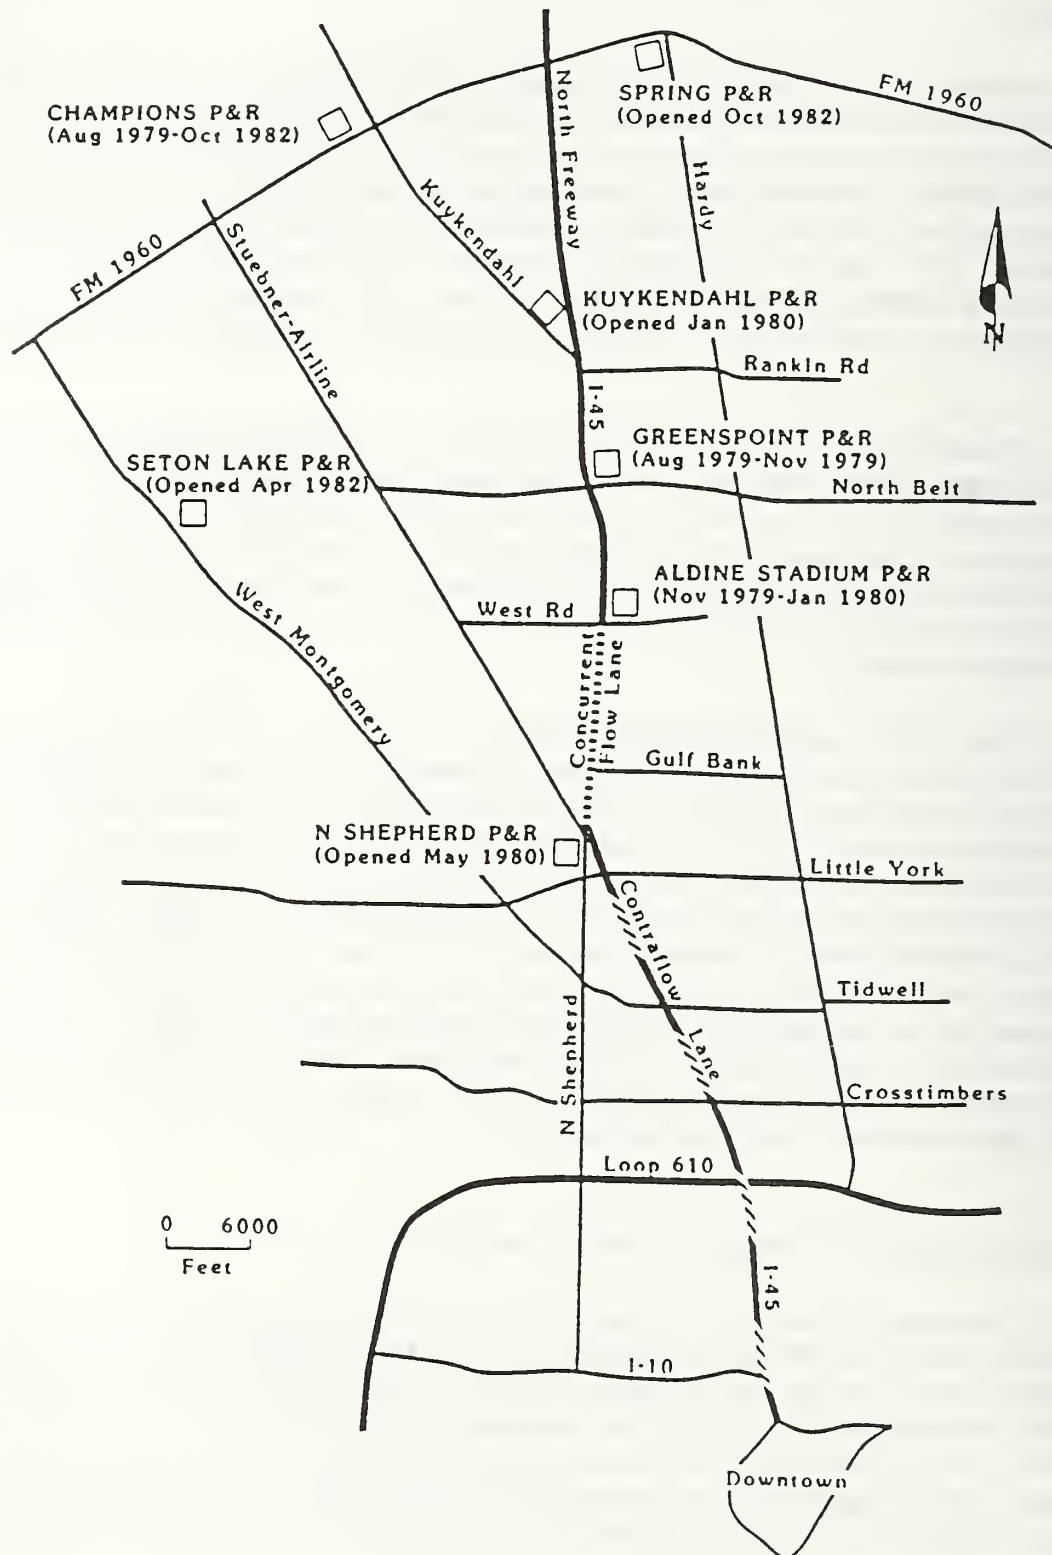 CHAMPIONS P&R
(Aug 1979-Oct 1982)
SPRING P&R
(Opened Oct 1982)
FM 1960
North Freeway
Hardy
Kuykendahl
FM 1960
Stuebner-Airline
KUYKENDAHL P&R
(Opened Jan 1980)
N
Rankin Rd
I-45
GREENSPOINT P&R
(Aug 1979-Nov 1979)
SETON LAKE P&R
(Opened Apr 1982)
North Belt
ALDINE STADIUM P&R
(Nov 1979-Jan 1980)
West Rd
West Montgomery
Concurrent
Flow Lane
Gulf Bank
N SHEPHERD P&R
(Opened May 1980)
Little York
Contraflow Lane
Tidwell
N Shepherd
Crosstimbers
Loop 610
0 6000
Feet
I-45
I-10
Downtown